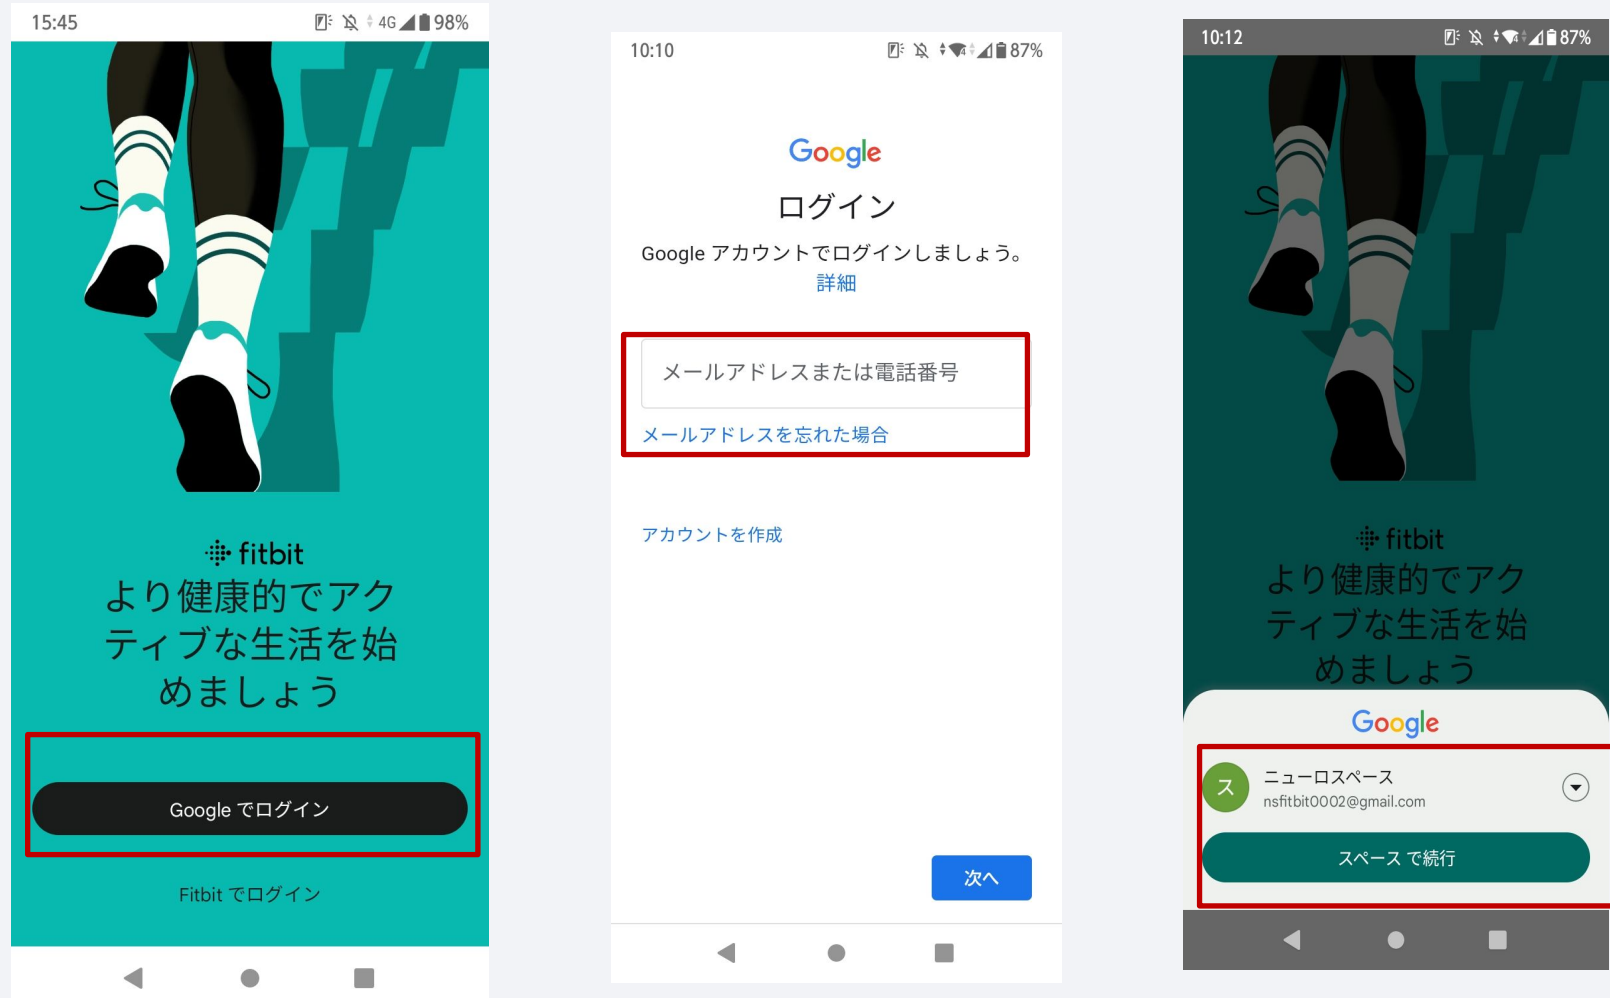 15:45
4G
98%
fitbit
より健康的でアク
ティブな生活を始
めましょう
Google でログイン
Fitbit でログイン
10:10
87%
Google
ログイン
Google アカウントでログインしましょう。
詳細
メールアドレスまたは電話番号
メールアドレスを忘れた場合
アカウントを作成
次へ
10:12
87%
fitbit
より健康的でアク
ティブな生活を始
めましょう
Google
ス
ニューロスペース
nsfitbit0002@gmail.com
スペース で続行